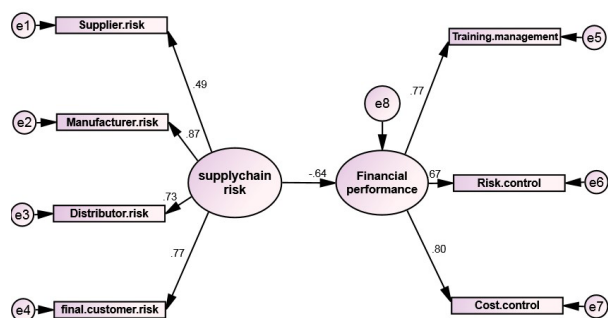 e1
Supplier.risk
.49
e2
Manufacturer.risk
.87
e3
Distributor.risk
.73
e4
final.customer.risk
.77
supplychain
risk
-.64
e8
Financial
performance
Training.management
e5
.77
Risk.control
e6
67
Cost.control
e7
.80